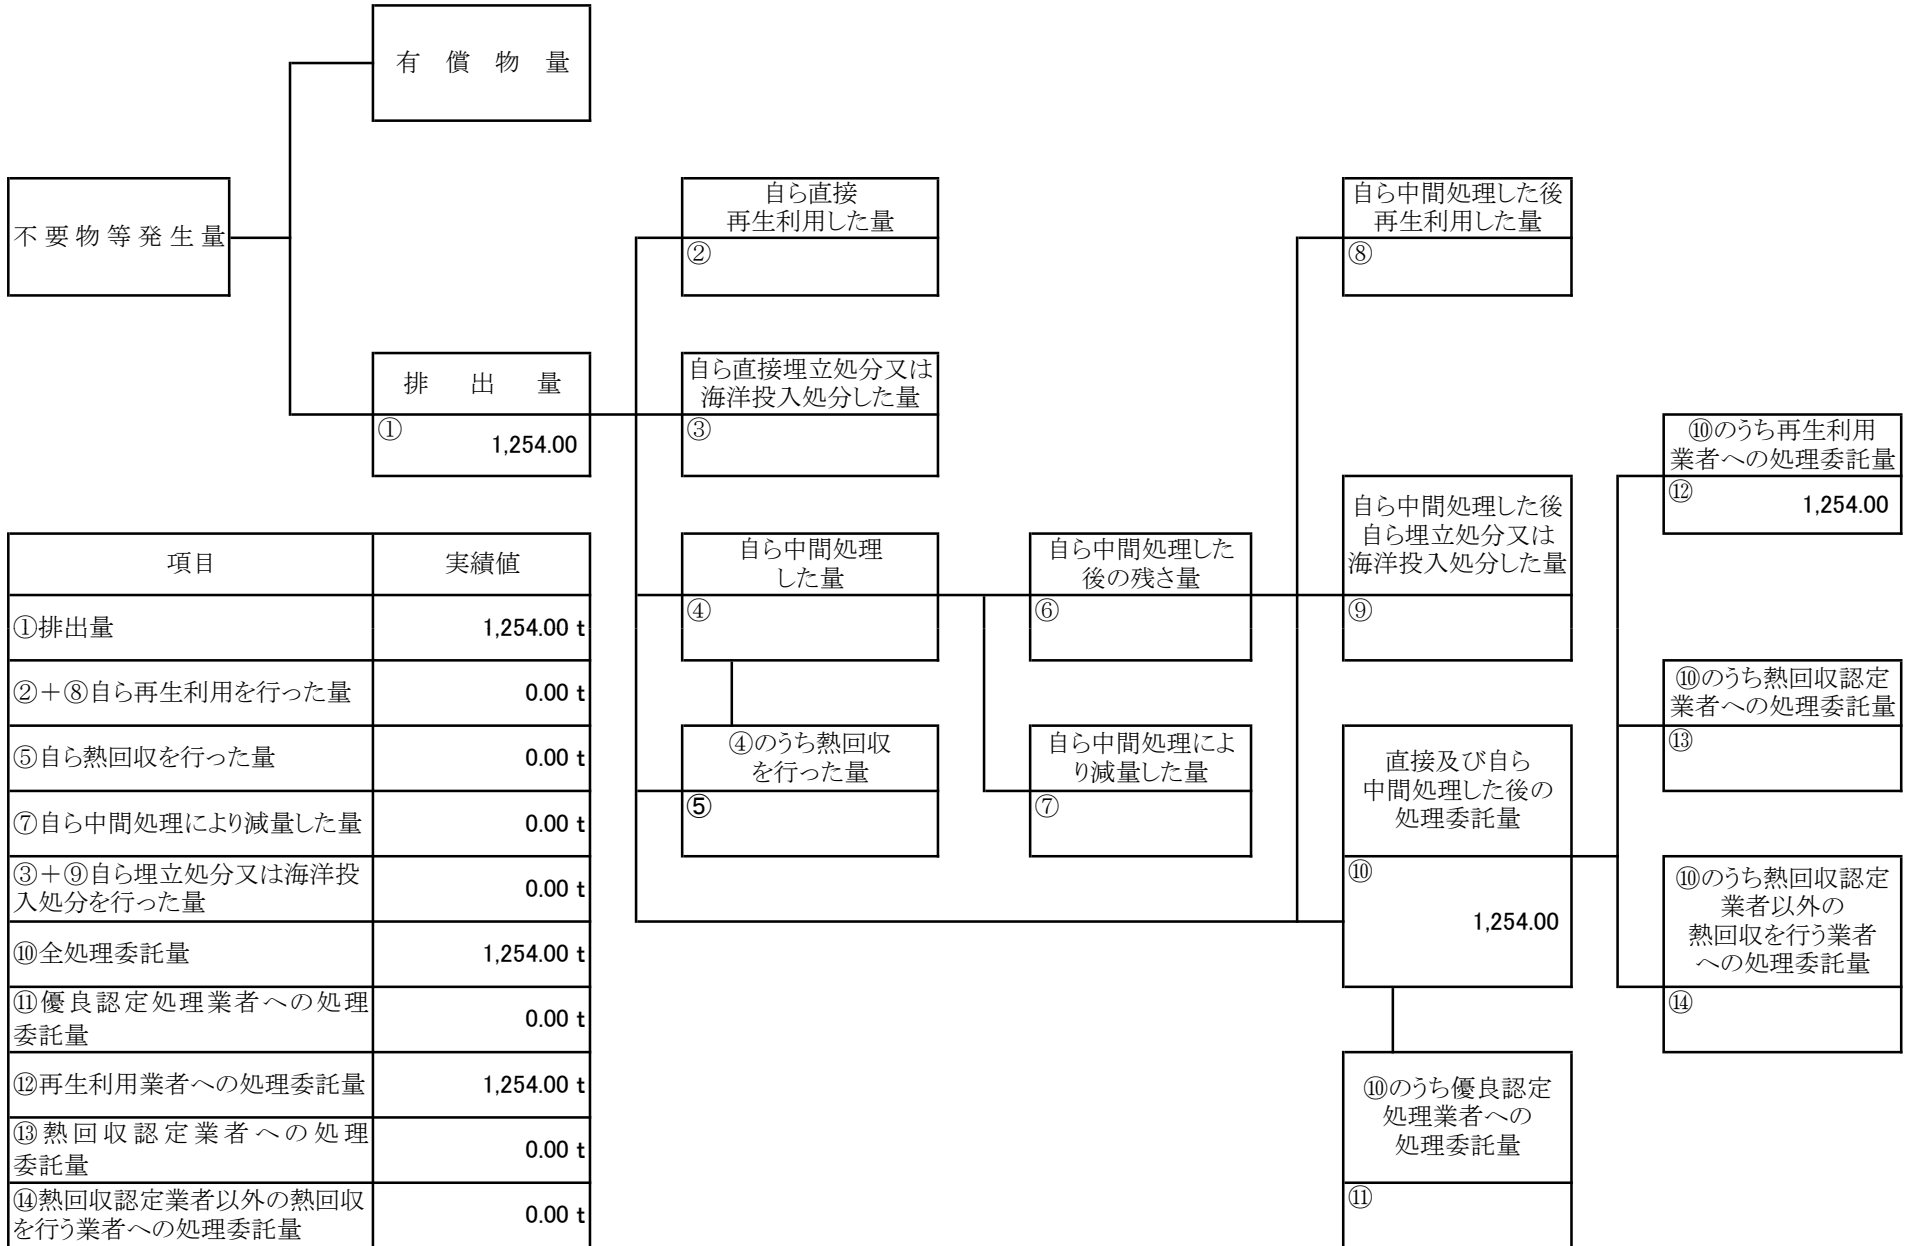 有償物量
不要物等発生量
自ら直接
再生利用した量
②
自ら中間処理した後
再生利用した量
⑧
排出量
①
1,254.00
自ら直接埋立処分又は
海洋投入処分した量
③
⑩のうち再生利用
業者への処理委託量
⑫
1,254.00
自ら中間処理
した量
④
自ら中間処理した
後の残さ量
⑥
自ら中間処理した後
自ら埋立処分又は
海洋投入処分した量
⑨
⑩のうち熱回収認定
業者への処理委託量
⑬
④のうち熱回収
を行った量
⑤
自ら中間処理によ
り減量した量
⑦
直接及び自ら
中間処理した後の
処理委託量
⑩
1,254.00
⑩のうち熱回収認定
業者以外の
熱回収を行う業者
への処理委託量
⑭
⑩のうち優良認定
処理業者への
処理委託量
⑪
項目 実績値
①排出量 1,254.00 t
②＋⑧自ら再生利用を行った量 0.00 t
⑤自ら熱回収を行った量 0.00 t
⑦自ら中間処理により減量した量 0.00 t
③＋⑨自ら埋立処分又は海洋投
入処分を行った量 0.00 t
⑩全処理委託量 1,254.00 t
⑪優良認定処理業者への処理
委託量 0.00 t
⑫再生利用業者への処理委託量 1,254.00 t
⑬熱回収認定業者への処理
委託量 0.00 t
⑭熱回収認定業者以外の熱回収
を行う業者への処理委託量 0.00 t